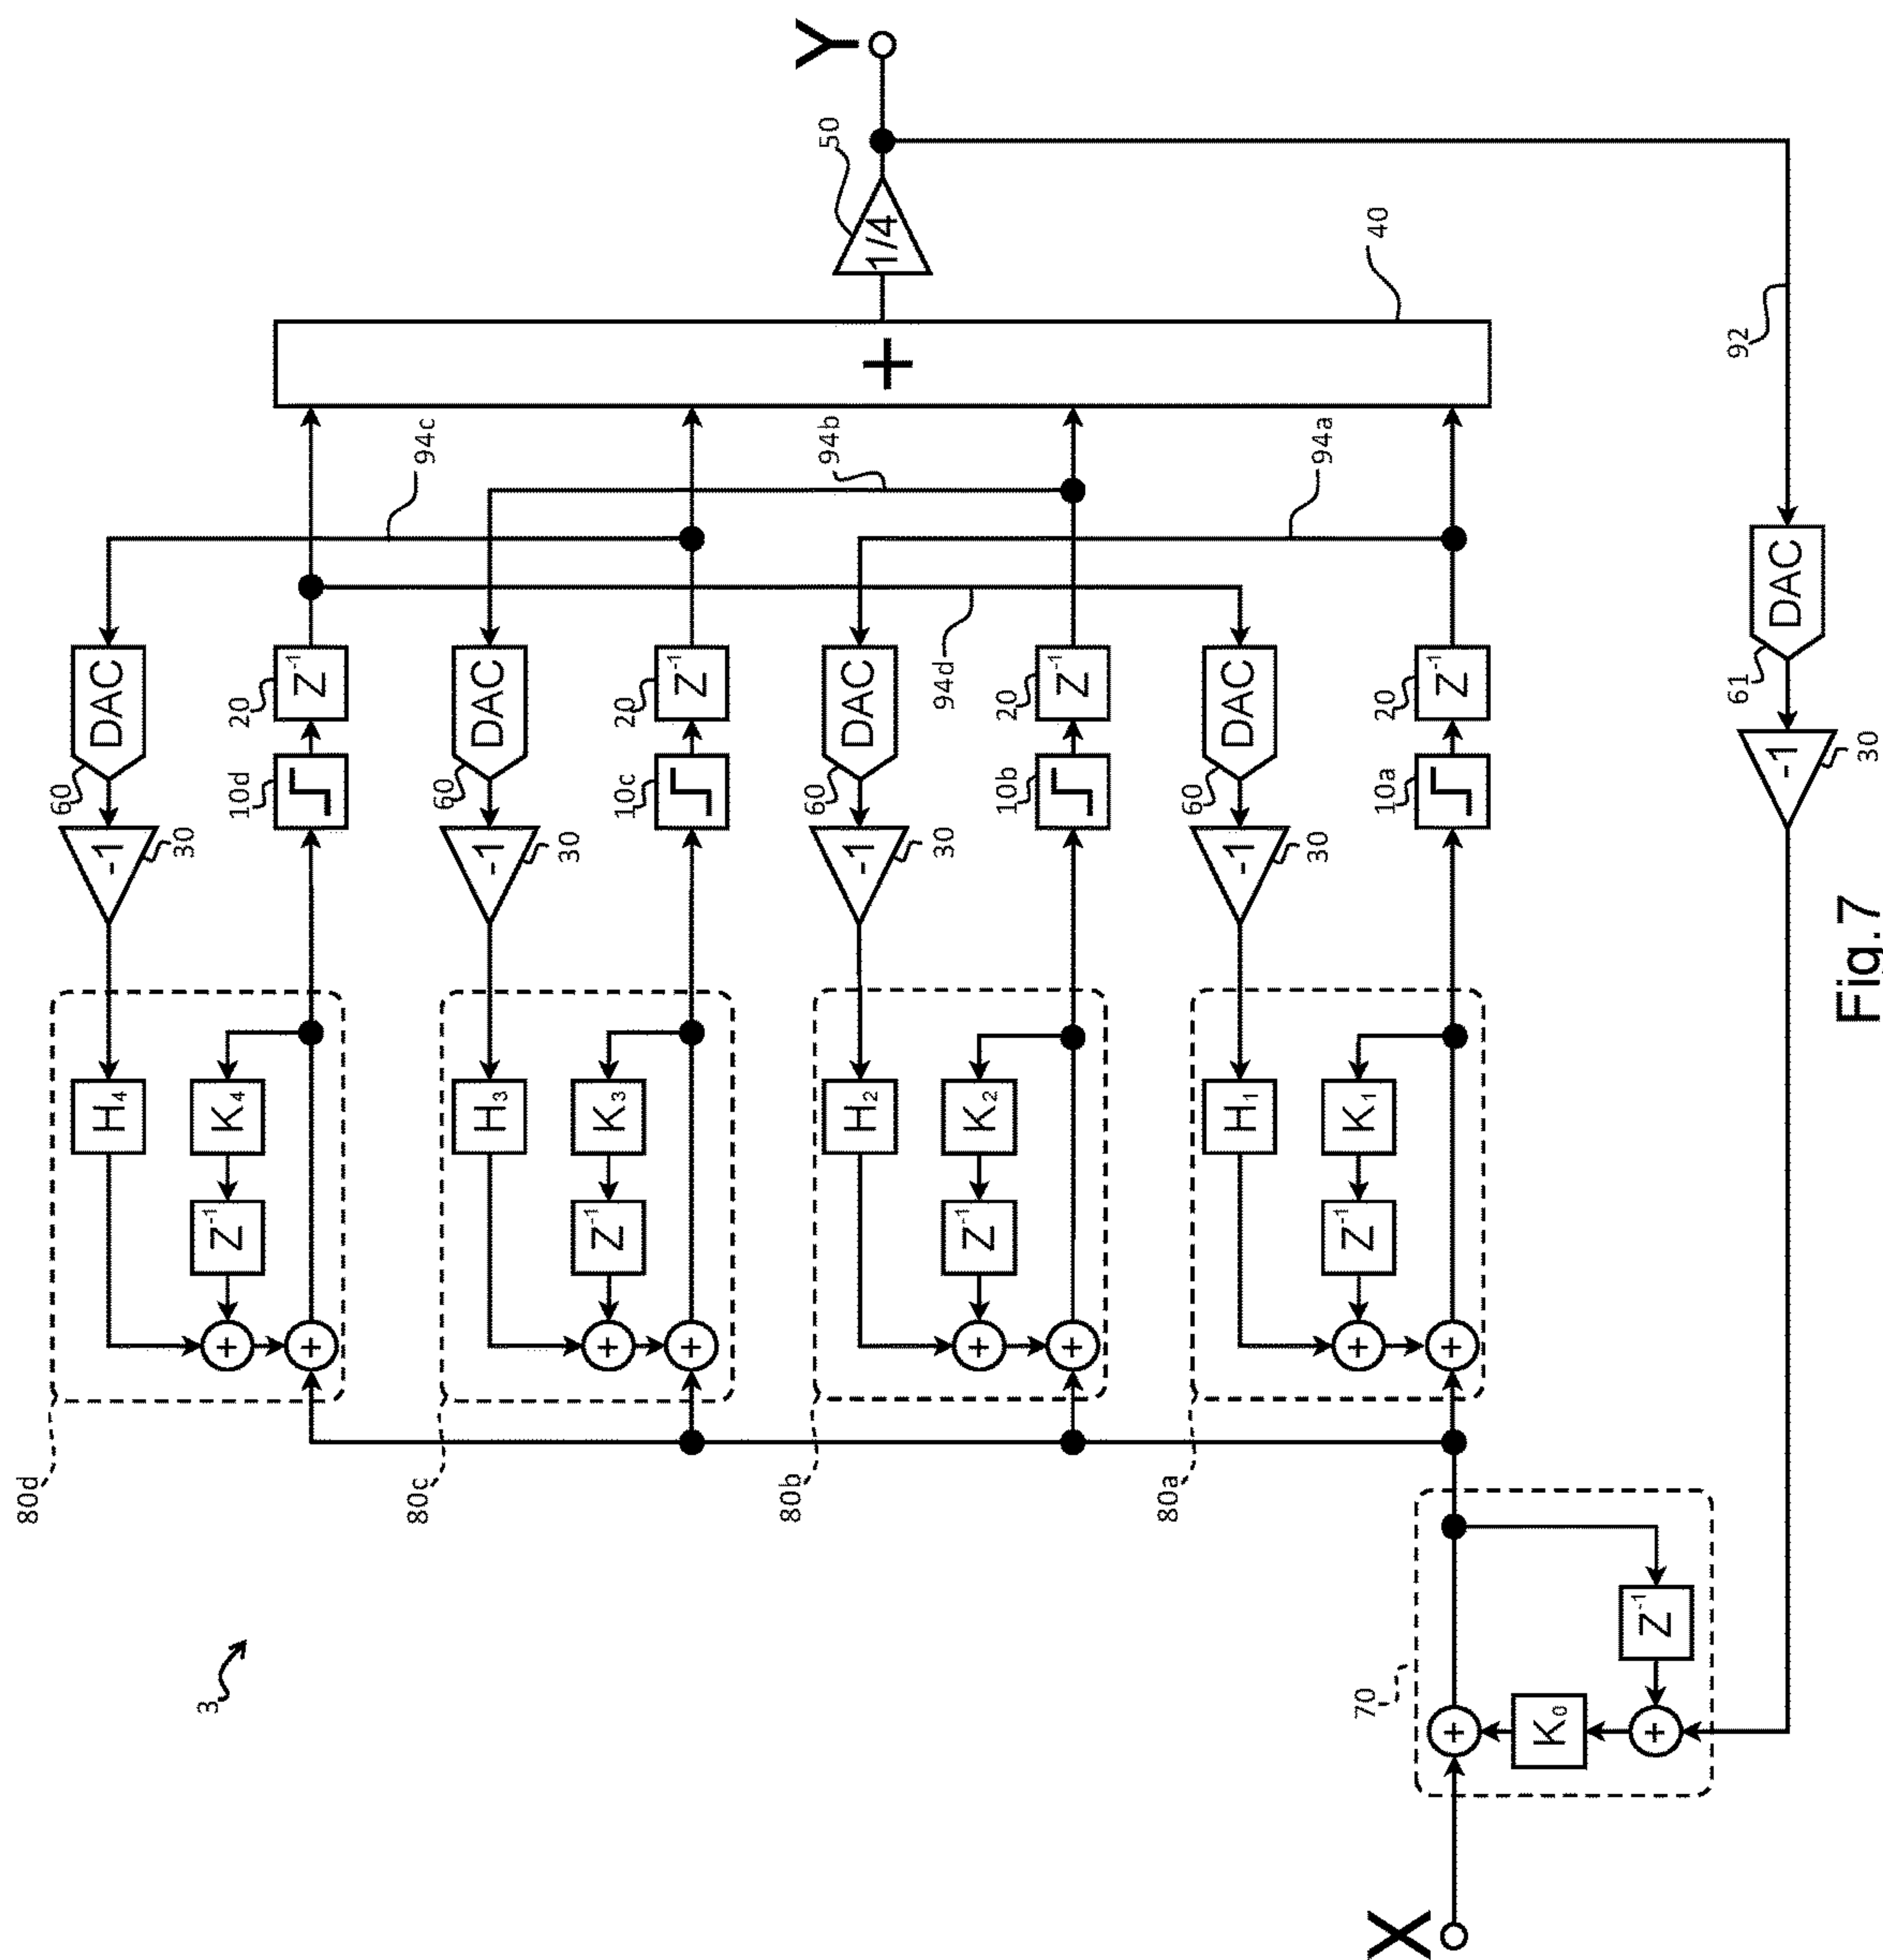 3
X
70
K₀
Z⁻¹
80d
H₄
K₄
Z⁻¹
-1
30
60
DAC
10d
20
Z⁻¹
94c
80c
H₃
K₃
Z⁻¹
-1
30
60
DAC
10c
20
Z⁻¹
94b
80b
H₂
K₂
Z⁻¹
-1
30
60
DAC
10b
20
Z⁻¹
94a
80a
H₁
K₁
Z⁻¹
-1
30
60
DAC
94d
10a
20
Z⁻¹
+
40
1/4
50
Y
92
DAC
61
-1
30
Fig.7